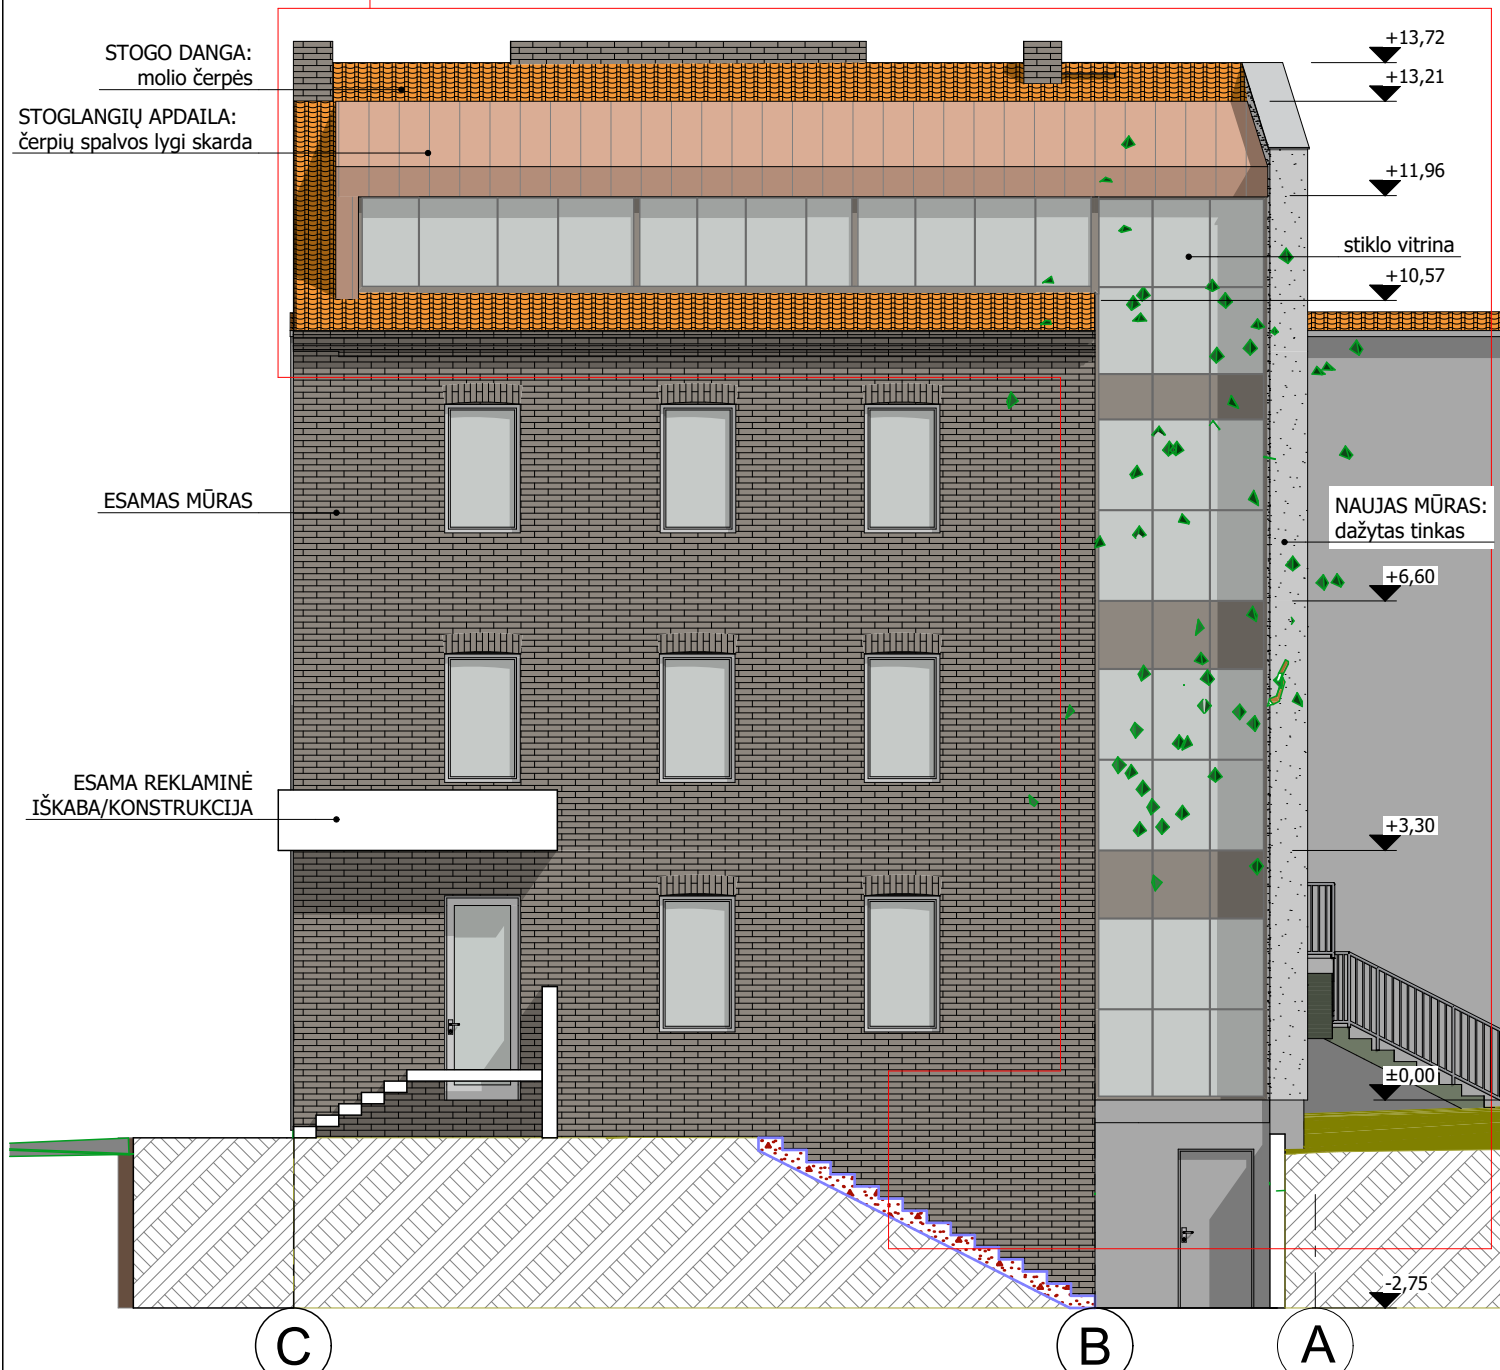 STOGO DANGA:
molio čerpės
STOGLANGIŲ APDAILA:
čerpių spalvos lygi skarda
ESAMAS MŪRAS
ESAMA REKLAMINĖ
IŠKABA/KONSTRUKCIJA
+13,72
+13,21
+11,96
stiklo vitrina
+10,57
NAUJAS MŪRAS:
dažytas tinkas
+6,60
+3,30
±0,00
-2,75
C
B
A